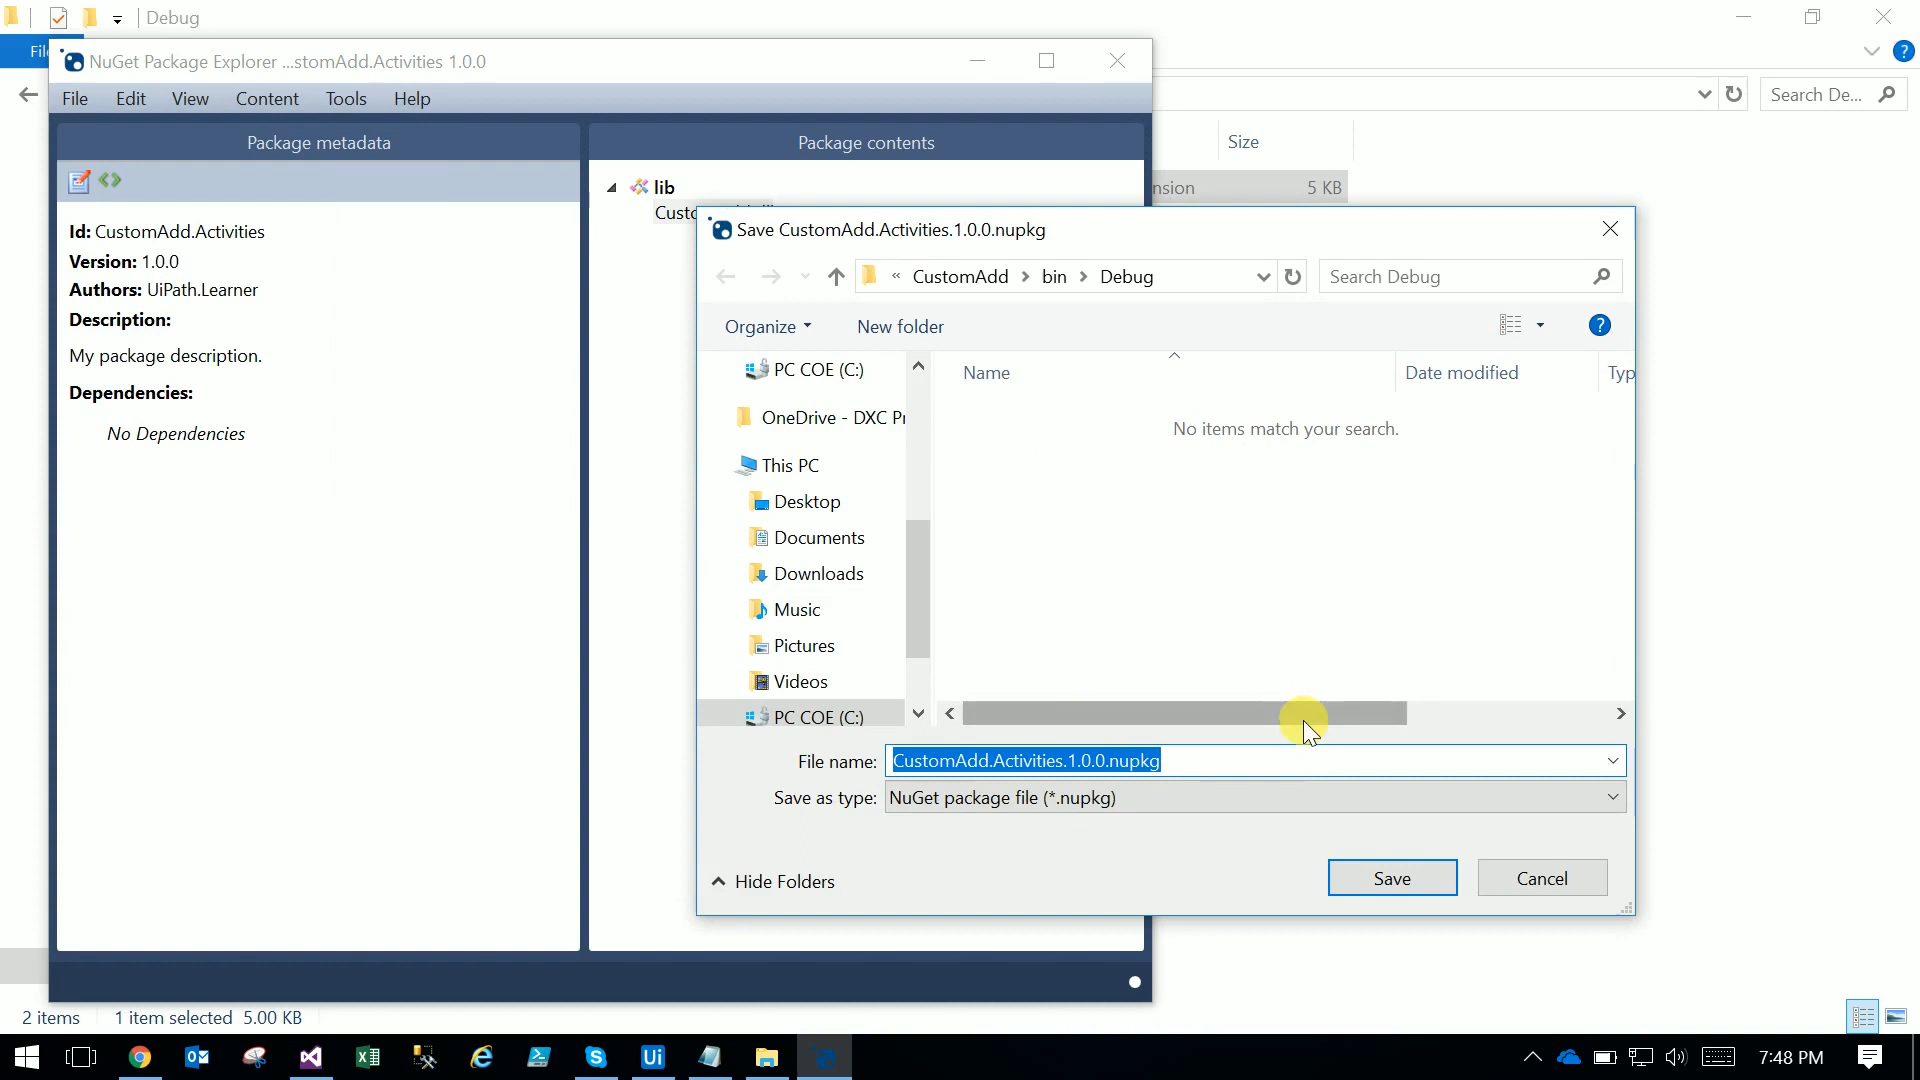 Debug
File
NuGet Package Explorer ...stomAdd.Activities 1.0.0
File Edit View Content Tools Help
Search De...
Package metadata
Package contents
Size
lib
nsion 5 KB
Custo
Id: CustomAdd.Activities
Version: 1.0.0
Authors: UiPath.Learner
Description:
My package description.
Dependencies:
No Dependencies
Save CustomAdd.Activities.1.0.0.nupkg
« CustomAdd > bin > Debug
Search Debug
Organize
New folder
Name
Date modified
Typ
No items match your search.
PC COE (C:)
OneDrive - DXC Pr
This PC
Desktop
Documents
Downloads
Music
Pictures
Videos
PC COE (C:)
File name: CustomAdd.Activities.1.0.0.nupkg
Save as type: NuGet package file (*.nupkg)
Hide Folders
Save
Cancel
2 items 1 item selected 5.00 KB
7:48 PM